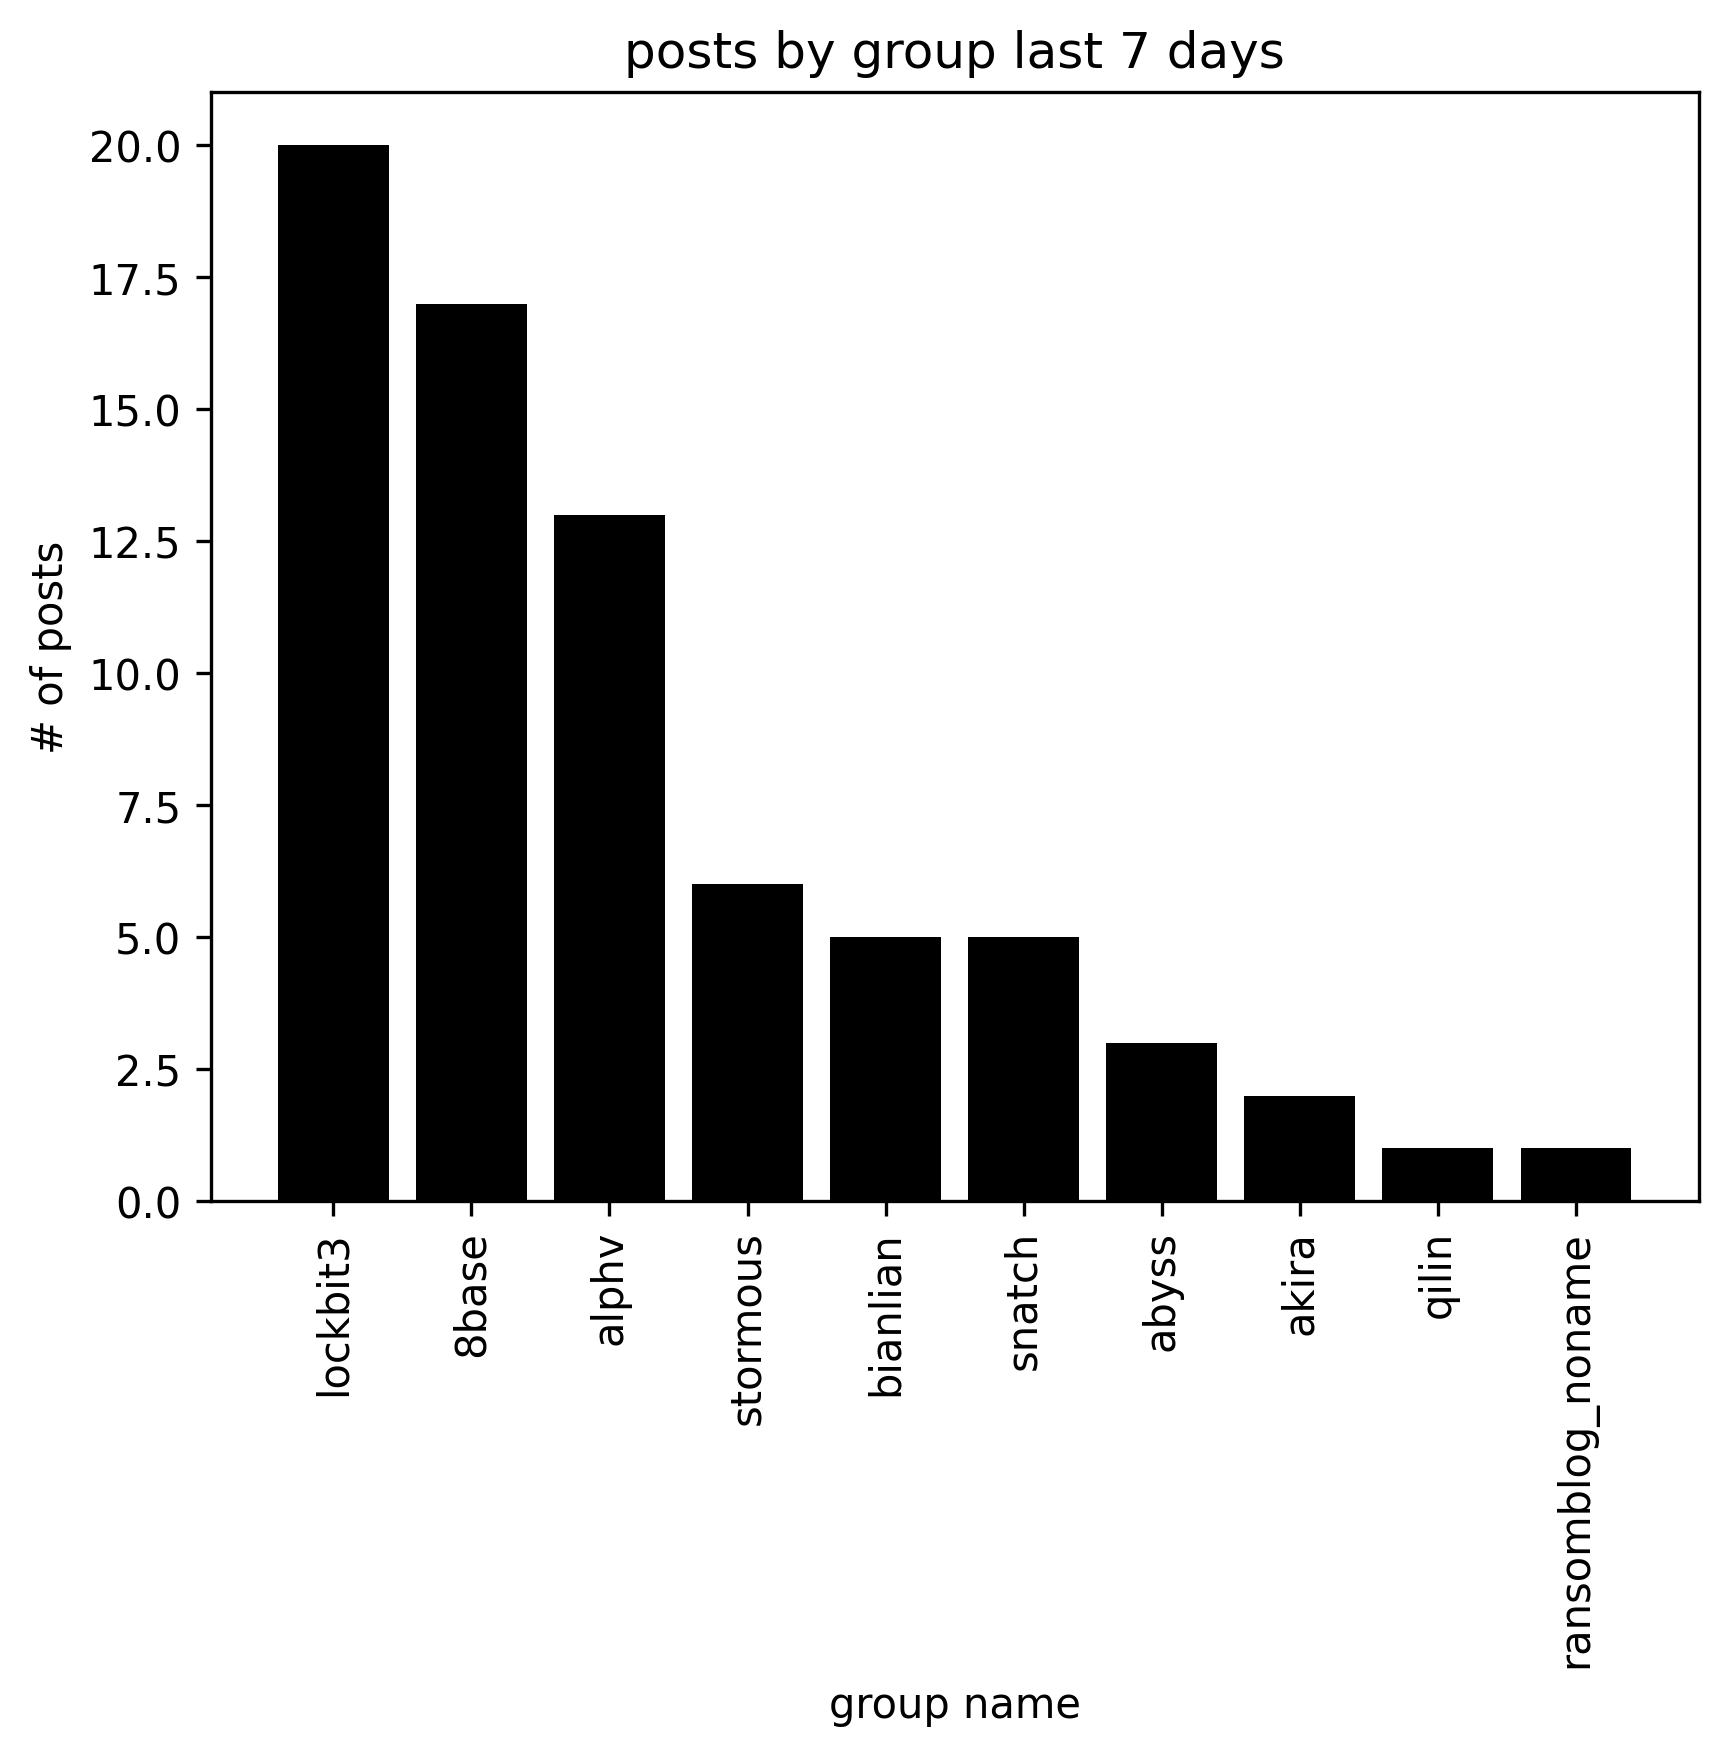 posts by group last 7 days
20.0
17.5
15.0
12.5
10.0
7.5
5.0
2.5
0.0
# of posts
lockbit3
8base
alphv
stormous
bianlian
snatch
abyss
akira
qilin
ransomblog_noname
group name